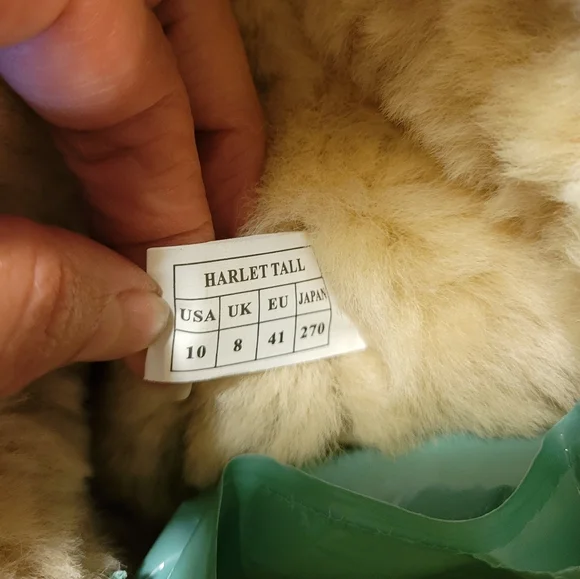 HARLET TALL
USA UK EU JAPAN
10 8 41 270